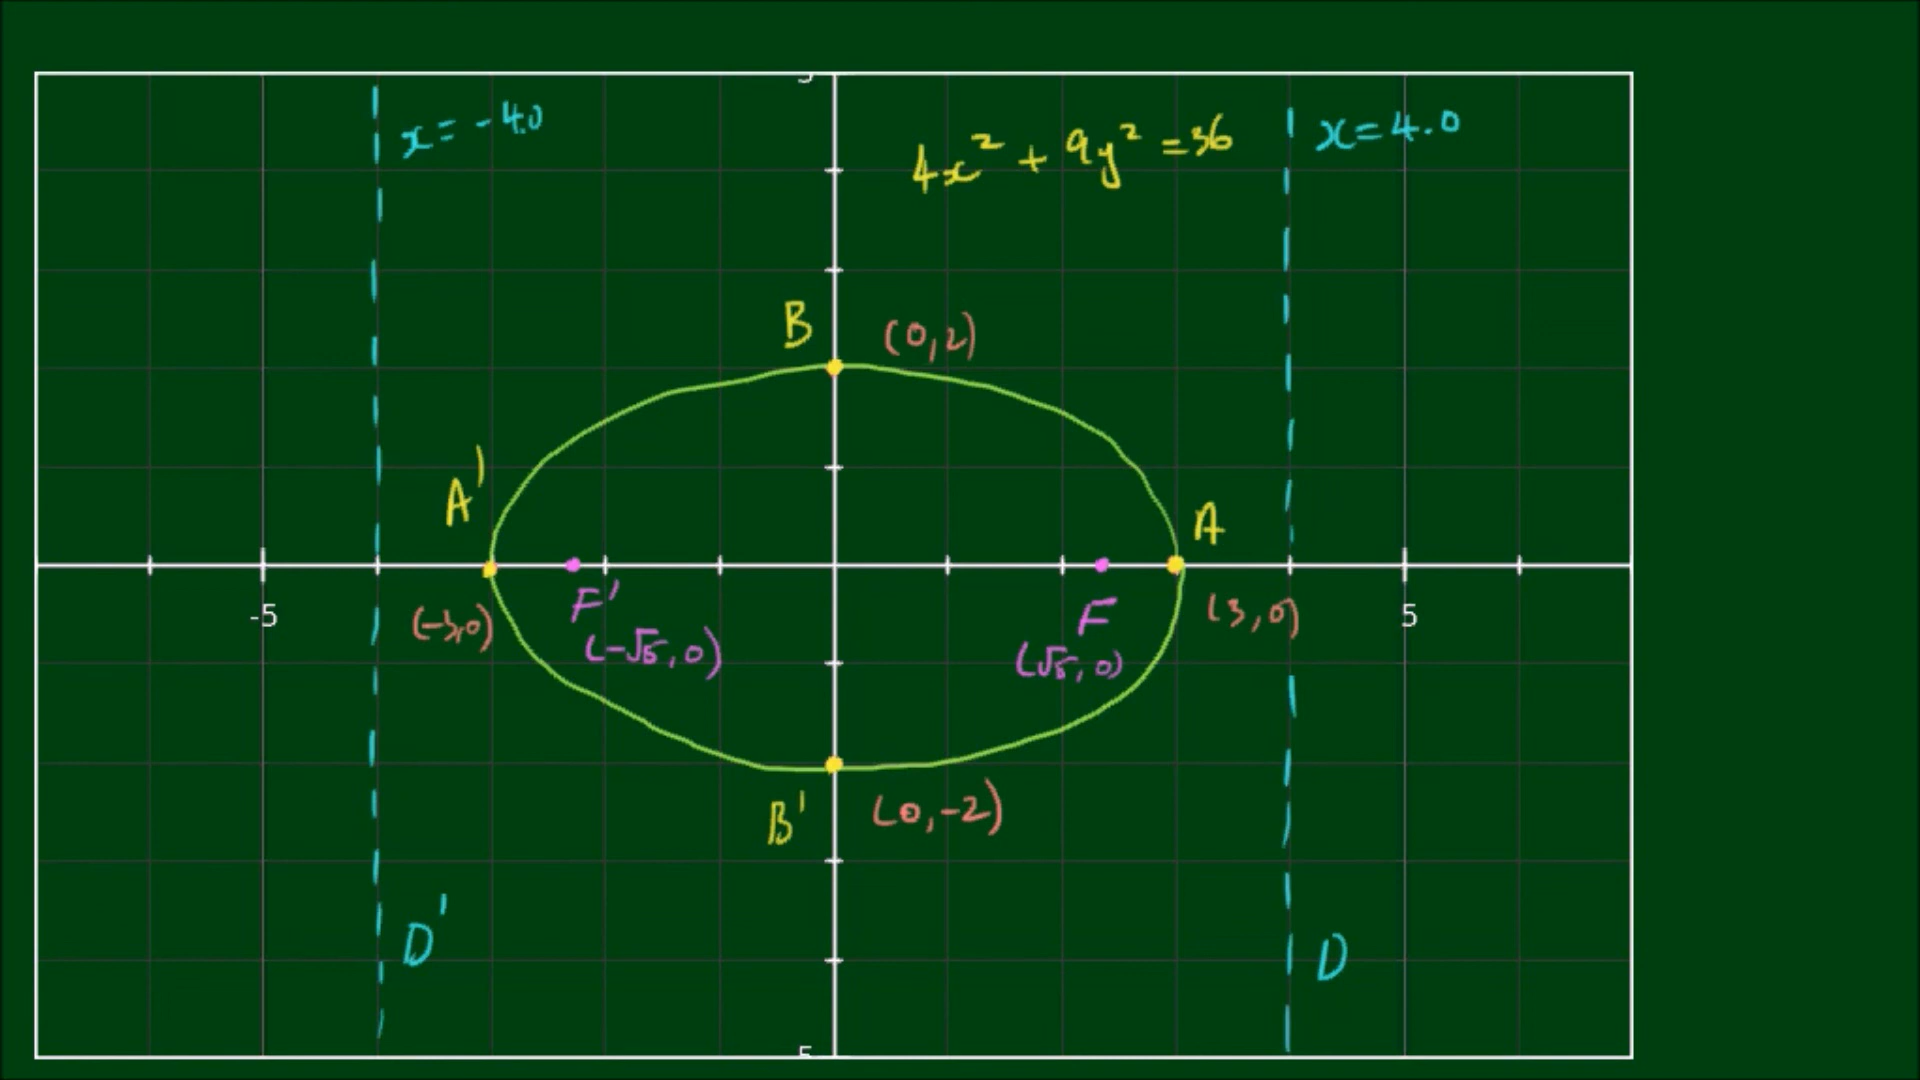 x = -4.0
4x² + 9y² = 36
x = 4.0
B
(0,2)
A'
A
-5
(-3,0)
F'
(-√5,0)
F
(√5,0)
(3,0)
5
B'
(0,-2)
D'
D